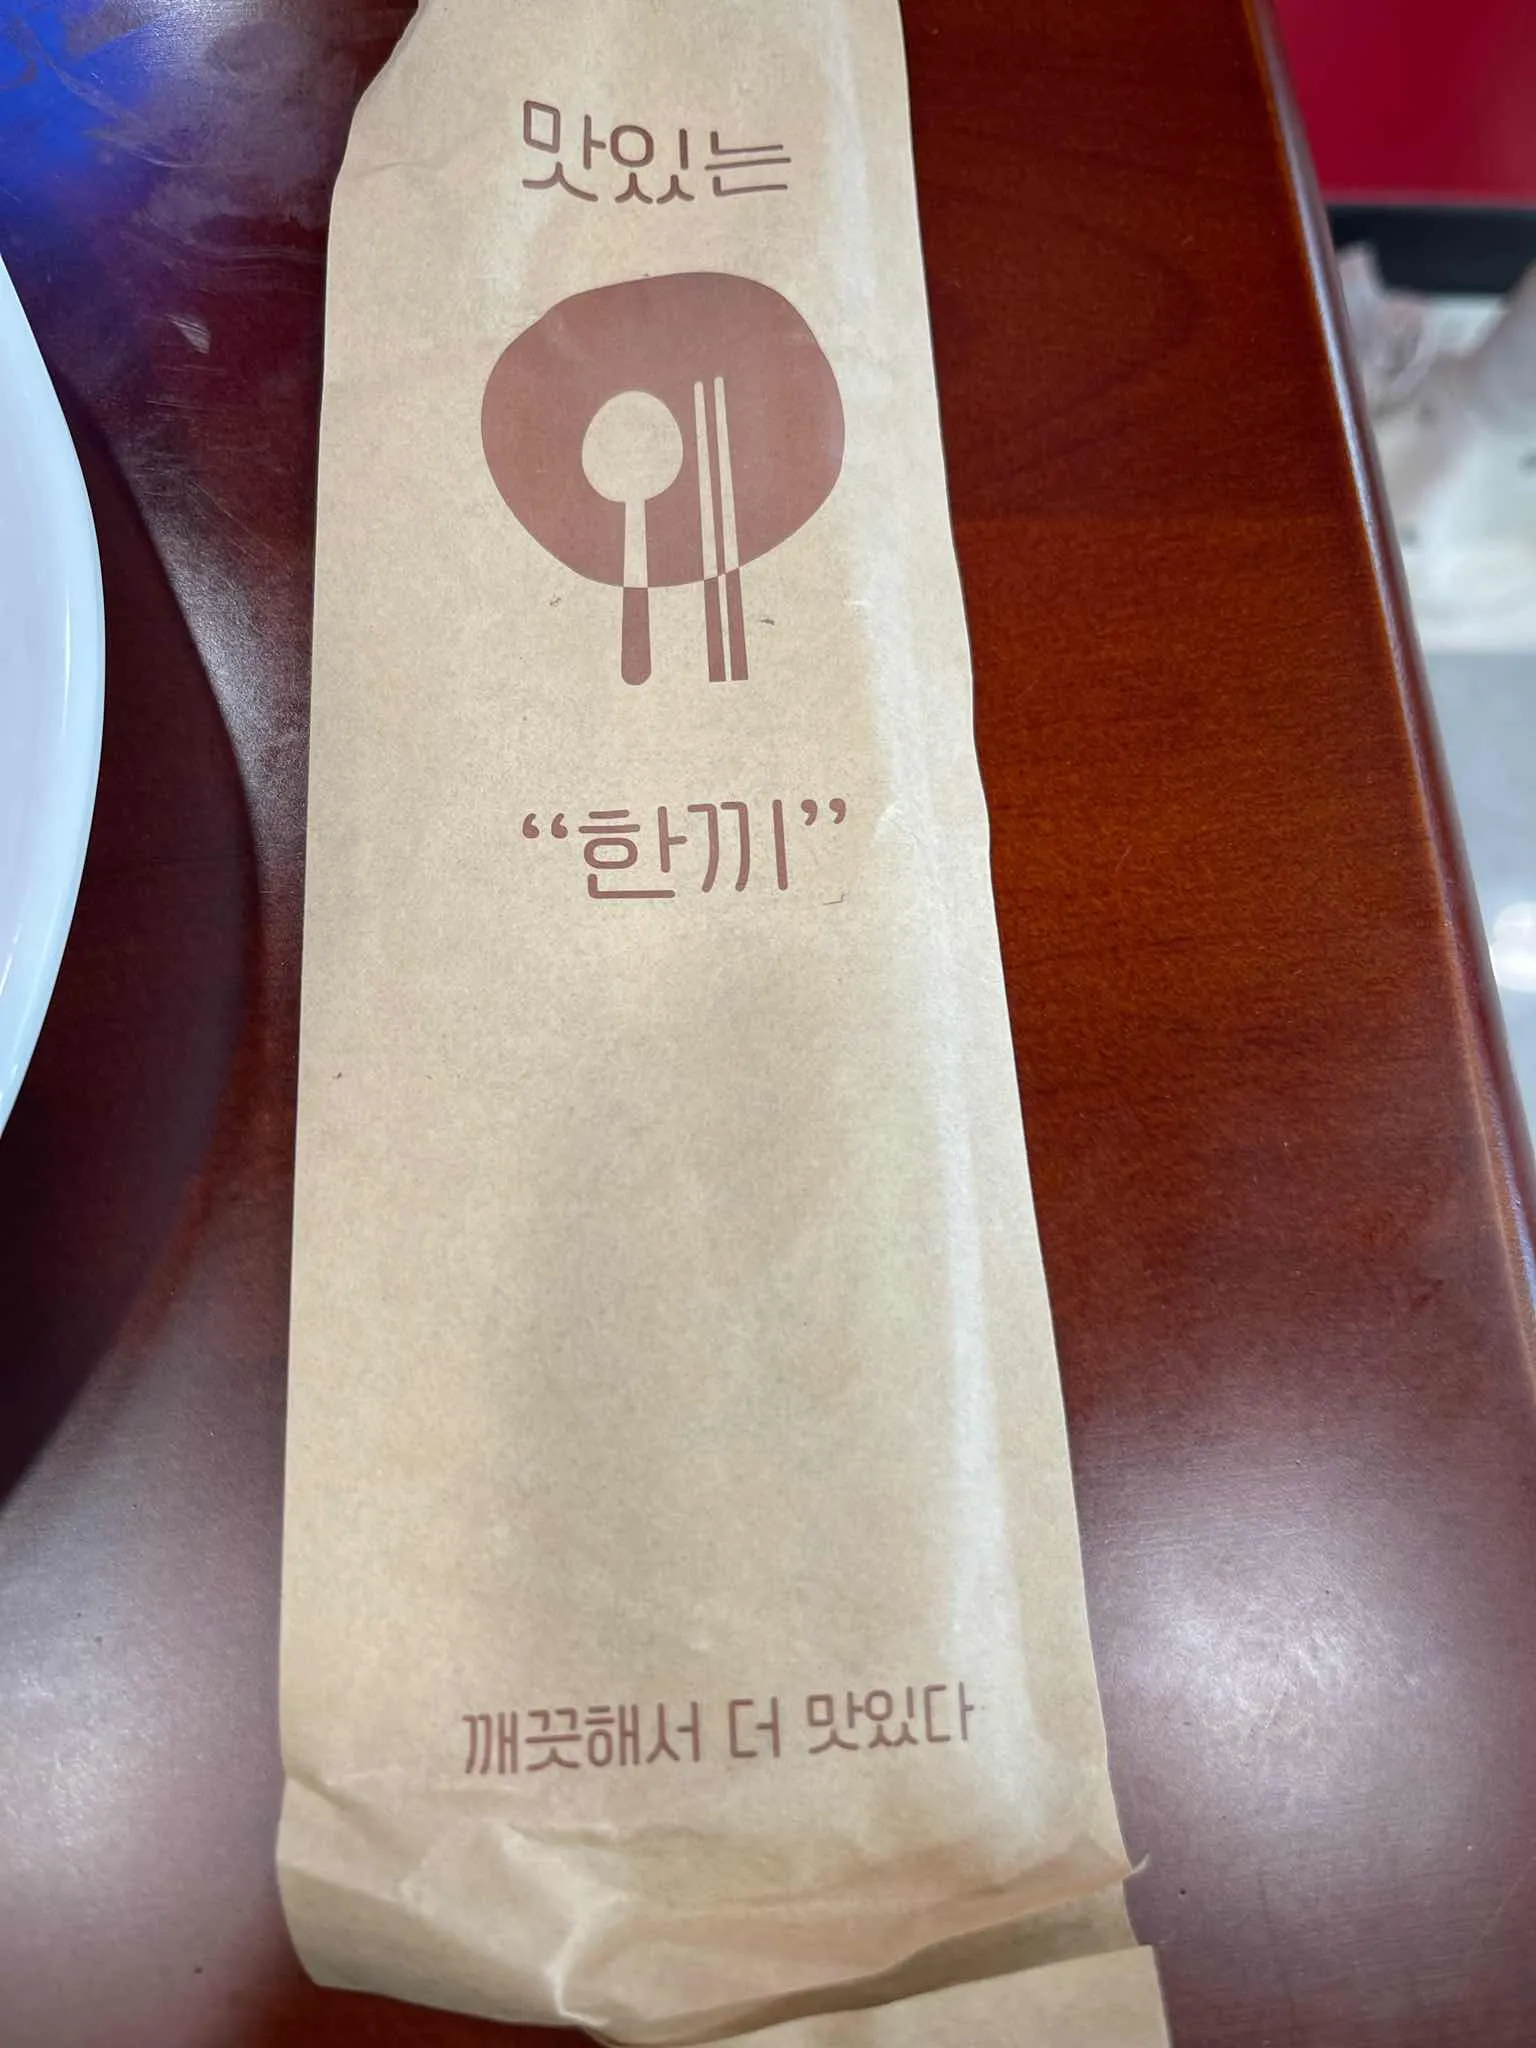 맛있는
“한끼”
깨끗해서 더 맛있다